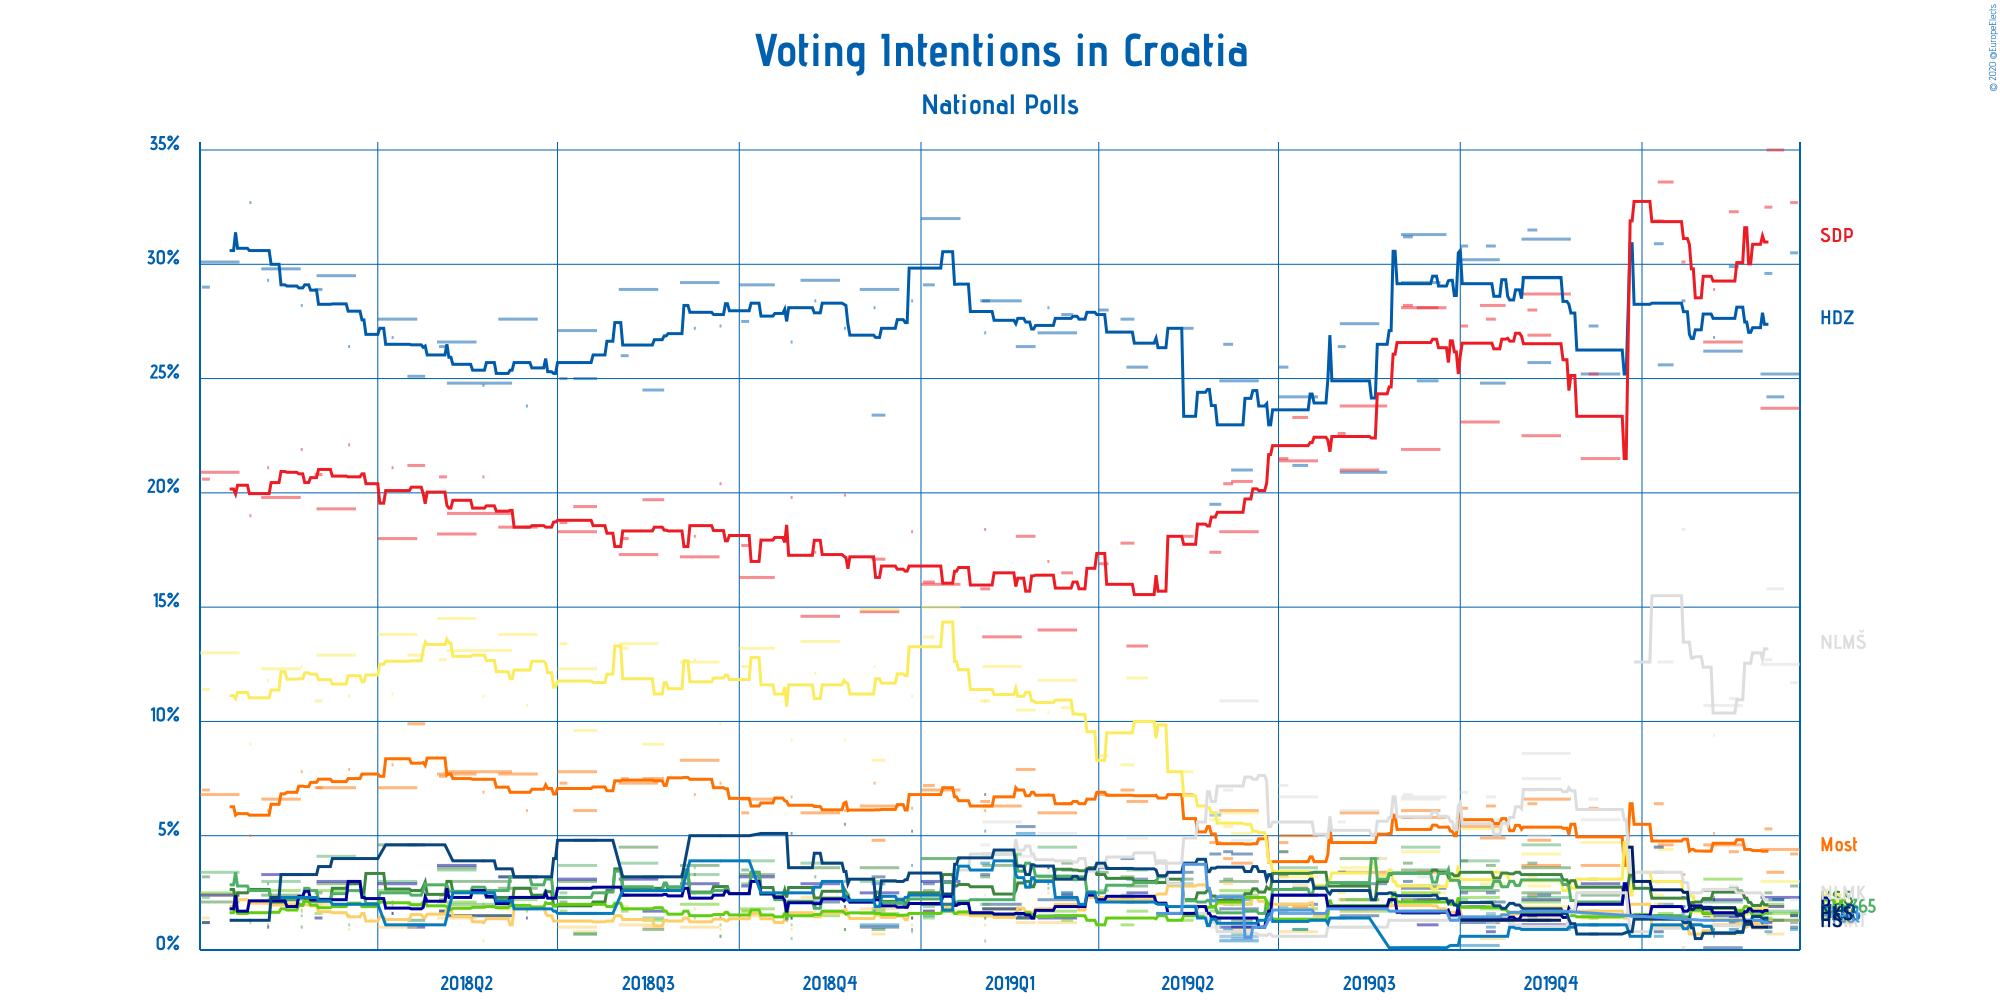 © 2020 @EuropeElects
Voting Intentions in Croatia
National Polls
35%
30%
25%
20%
15%
10%
5%
0%
SDP
HDZ
NLMŠ
Most
2018Q2
2018Q3
2018Q4
2019Q1
2019Q2
2019Q3
2019Q4